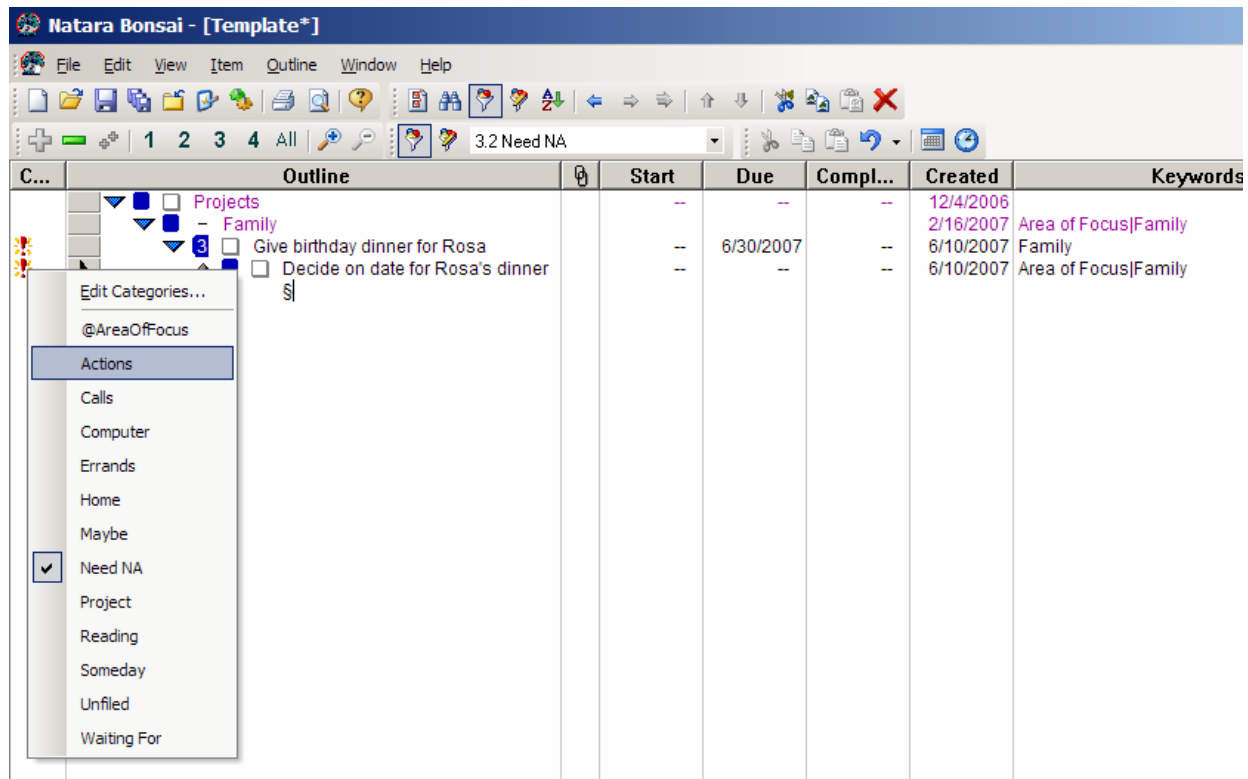 Natara Bonsai - [Template*]
File Edit View Item Outline Window Help
1 2 3 4 All 3.2 Need NA
C... Outline Start Due Compl... Created Keywords
Projects -- -- -- 12/4/2006
– Family 2/16/2007 Area of Focus|Family
3 Give birthday dinner for Rosa -- 6/30/2007 -- 6/10/2007 Family
Decide on date for Rosa's dinner -- -- -- 6/10/2007 Area of Focus|Family
§
Edit Categories...
@AreaOfFocus
Actions
Calls
Computer
Errands
Home
Maybe
Need NA
Project
Reading
Someday
Unfiled
Waiting For